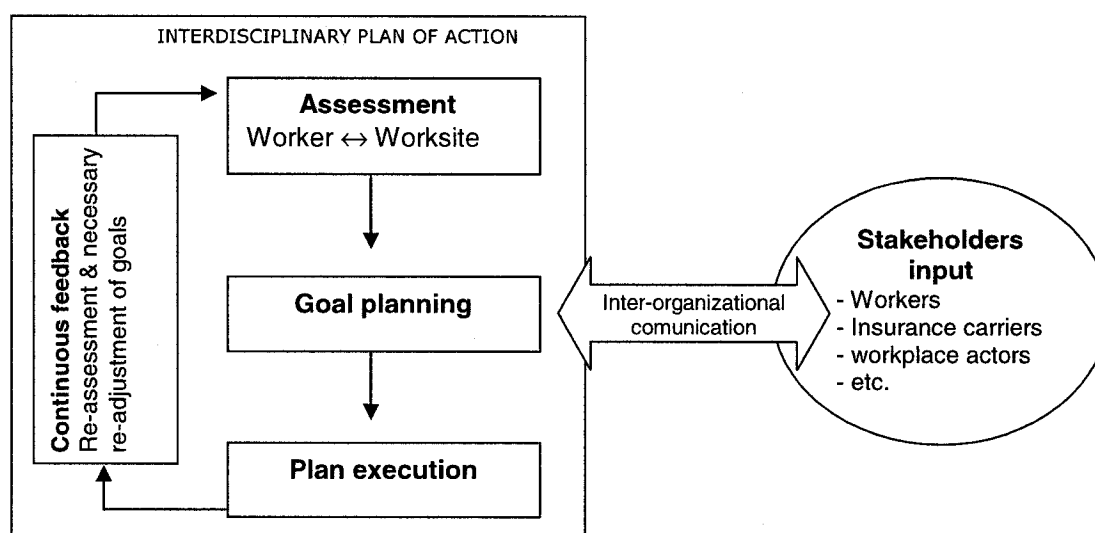 INTERDISCIPLINARY PLAN OF ACTION
Assessment
Worker ↔ Worksite
Continuous feedback
Re-assessment & necessary
re-adjustment of goals
Goal planning
Plan execution
Inter-organizational
comunication
Stakeholders
input
- Workers
- Insurance carriers
- workplace actors
- etc.